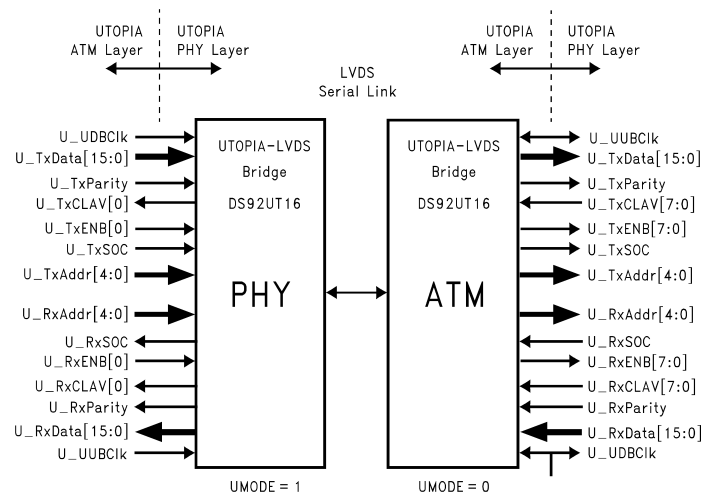 UTOPIA UTOPIA
ATM Layer PHY Layer
LVDS
Serial Link
UTOPIA UTOPIA
ATM Layer PHY Layer
U_UDBClk
U_TxData[15:0]
U_TxParity
U_TxCLAV[0]
U_TxENB[0]
U_TxSOC
U_TxAddr[4:0]
U_RxAddr[4:0]
U_RxSOC
U_RxENB[0]
U_RxCLAV[0]
U_RxParity
U_RxData[15:0]
U_UUBClk
UTOPIA-LVDS
Bridge
DS92UT16
PHY
UMODE = 1
UTOPIA-LVDS
Bridge
DS92UT16
ATM
UMODE = 0
U_UUBClk
U_TxData[15:0]
U_TxParity
U_TxCLAV[7:0]
U_TxENB[7:0]
U_TxSOC
U_TxAddr[4:0]
U_RxAddr[4:0]
U_RxSOC
U_RxENB[7:0]
U_RxCLAV[7:0]
U_RxParity
U_RxData[15:0]
U_UDBClk